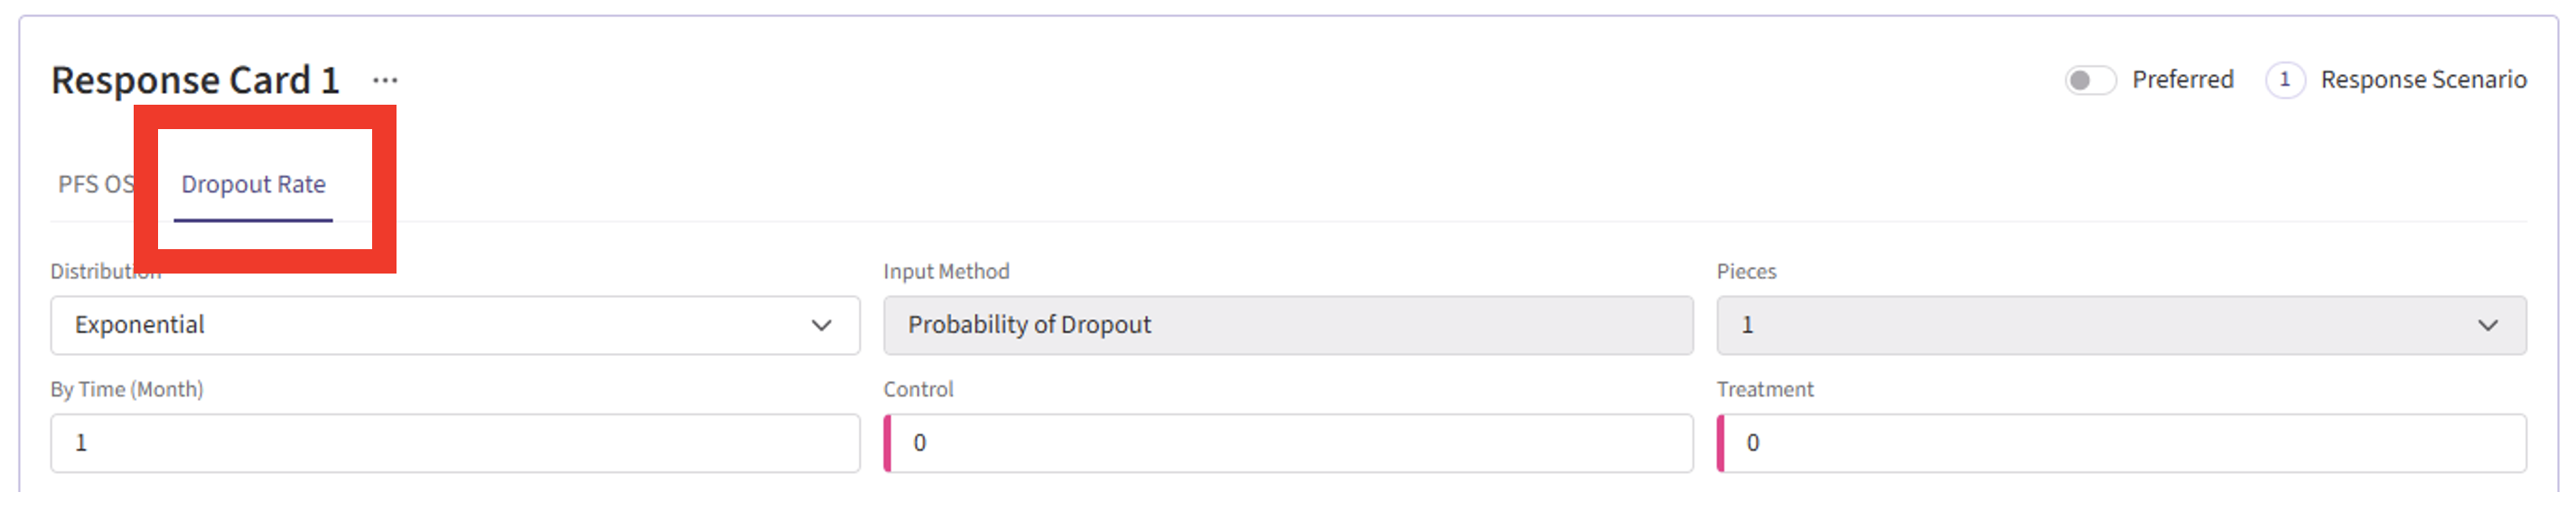 Response Card 1 ...
Preferred 1 Response Scenario
PFS OS Dropout Rate
Distribution Input Method Pieces
Exponential Probability of Dropout 1
By Time (Month) Control Treatment
1 0 0